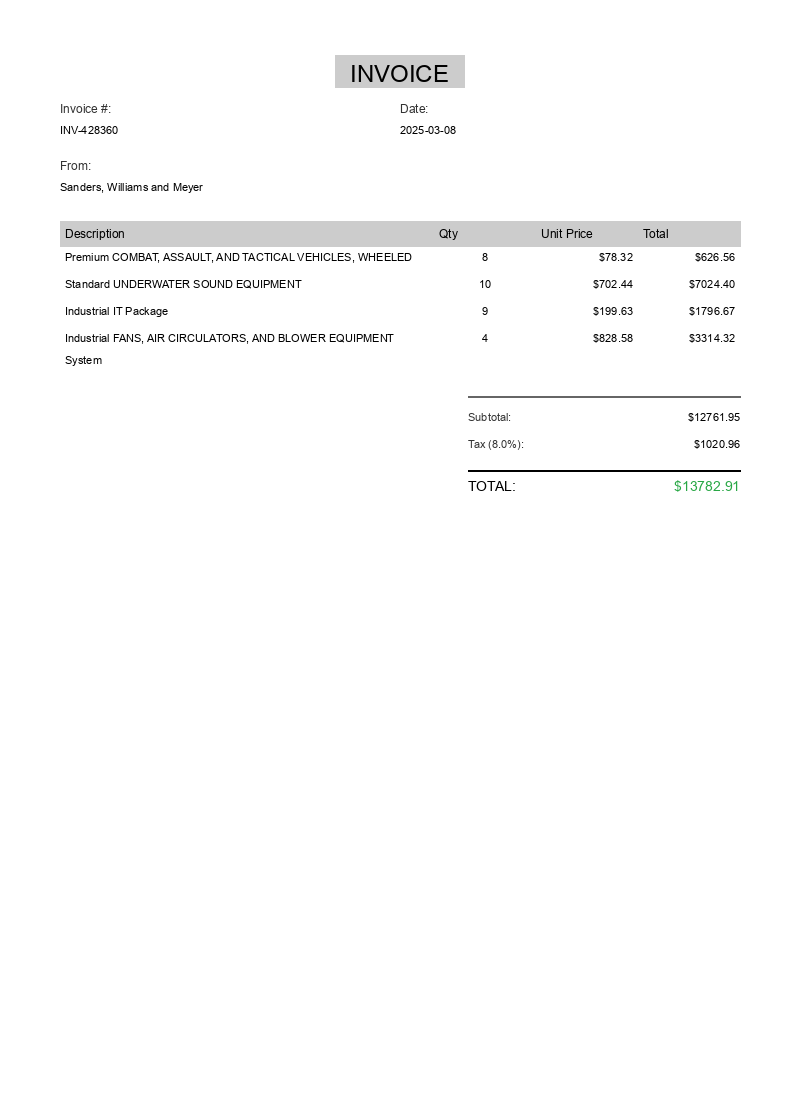 INVOICE
Invoice #: Date:
INV-428360 2025-03-08
From:
Sanders, Williams and Meyer
Description Qty Unit Price Total
Premium COMBAT, ASSAULT, AND TACTICAL VEHICLES, WHEELED 8 $78.32 $626.56
Standard UNDERWATER SOUND EQUIPMENT 10 $702.44 $7024.40
Industrial IT Package 9 $199.63 $1796.67
Industrial FANS, AIR CIRCULATORS, AND BLOWER EQUIPMENT 4 $828.58 $3314.32
System
Subtotal: $12761.95
Tax (8.0%): $1020.96
TOTAL: $13782.91